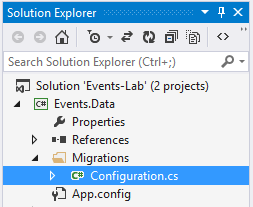 Solution Explorer
Search Solution Explorer (Ctrl+;)
Solution 'Events-Lab' (2 projects)
C# Events.Data
Properties
References
Migrations
C# Configuration.cs
App.config